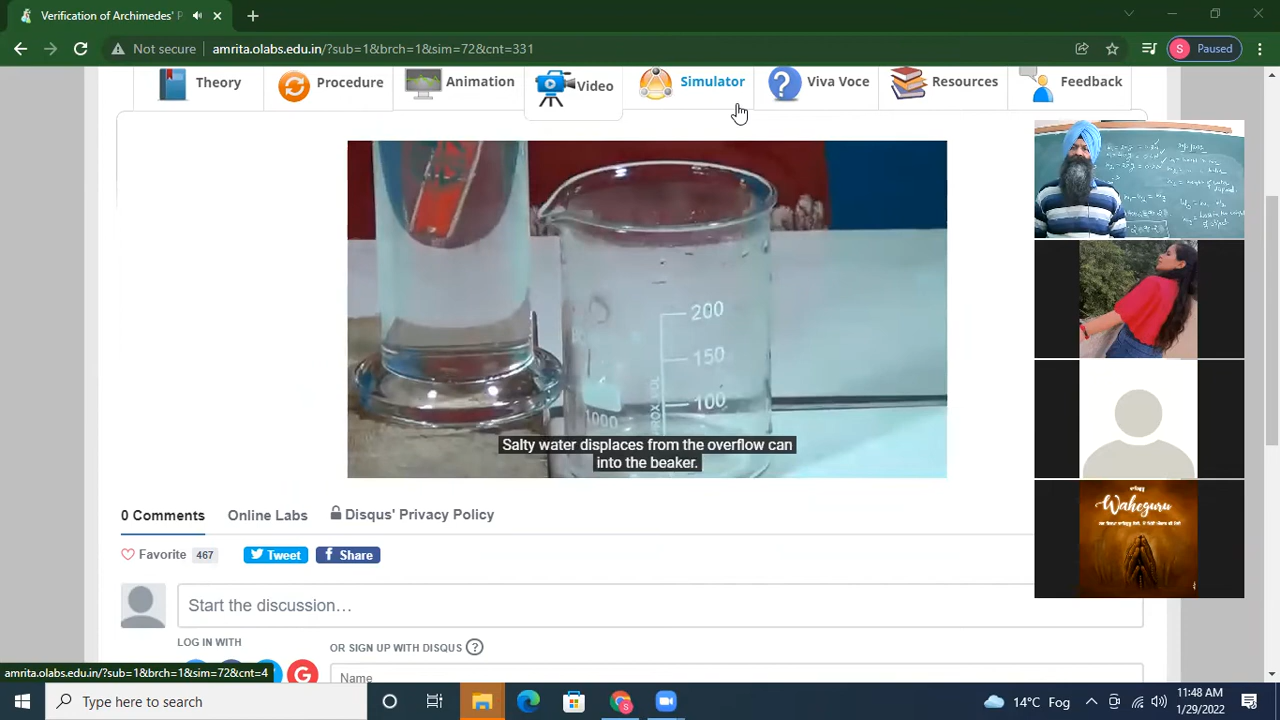 Verification of Archimedes' P
Not secure
amrita.olabs.edu.in/?sub=1&brch=1&sim=72&cnt=331
Paused
Theory
Procedure
Animation
Video
Simulator
Viva Voce
Resources
Feedback
200
150
100
1000
Salty water displaces from the overflow can
into the beaker.
Waheguru
0 Comments
Online Labs
Disqus' Privacy Policy
Favorite 467
Tweet
Share
Start the discussion…
LOG IN WITH
OR SIGN UP WITH DISQUS ?
Name
amrita.olabs.edu.in/?sub=1&brch=1&sim=72&cnt=4
Type here to search
14°C Fog
11:48 AM
1/29/2022